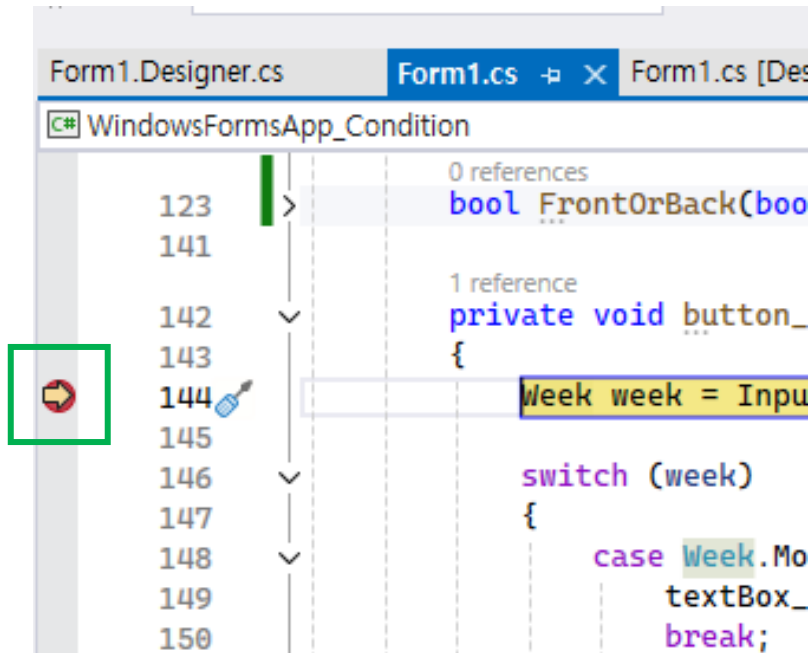 Form1.Designer.cs Form1.cs Form1.cs [Des
C# WindowsFormsApp_Condition
0 references
123 bool FrontOrBack(boo
141
1 reference
142 private void button_
143 {
144 Week week = Inpu
145
146 switch (week)
147 {
148 case Week.Mo
149 textBox_
150 break;